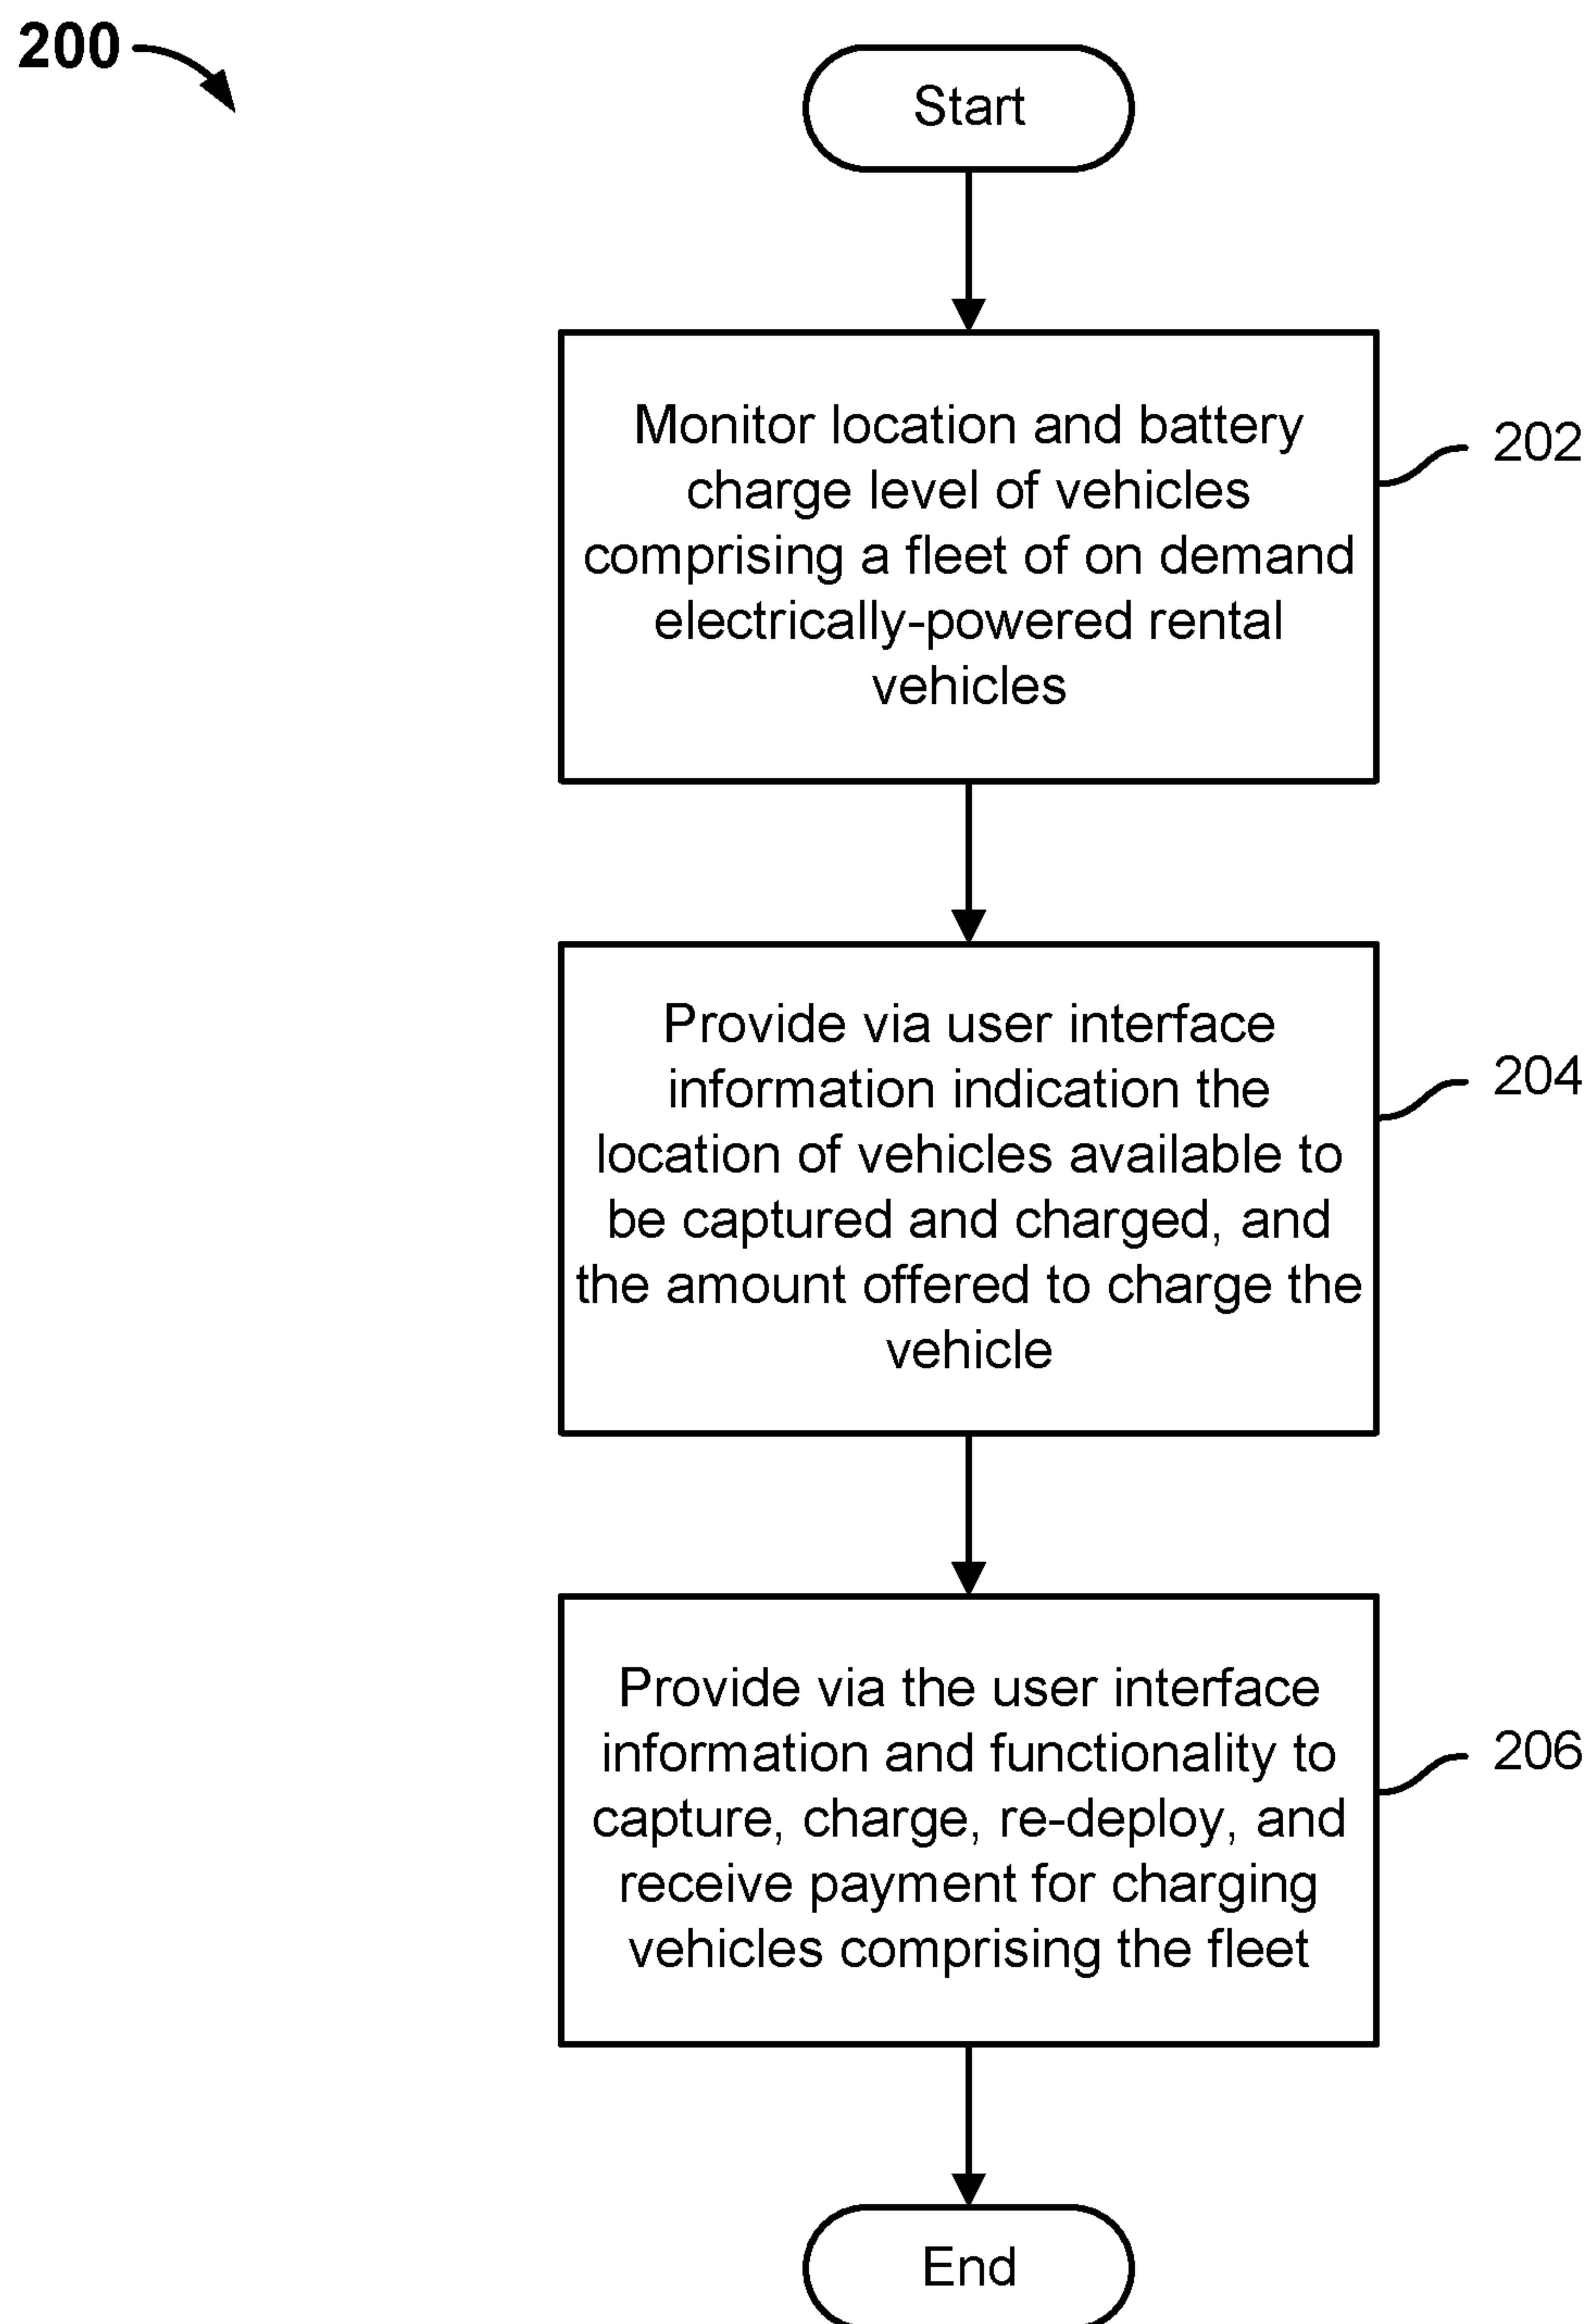 200
Start
Monitor location and battery
charge level of vehicles
comprising a fleet of on demand
electrically-powered rental
vehicles
202
Provide via user interface
information indication the
location of vehicles available to
be captured and charged, and
the amount offered to charge the
vehicle
204
Provide via the user interface
information and functionality to
capture, charge, re-deploy, and
receive payment for charging
vehicles comprising the fleet
206
End